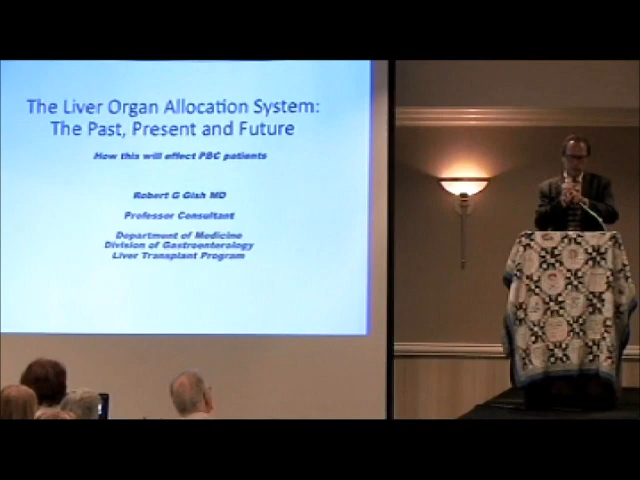 The Liver Organ Allocation System:
The Past, Present and Future
How this will effect PBC patients
Robert G Gish MD
Professor Consultant
Department of Medicine
Division of Gastroenterology
Liver Transplant Program